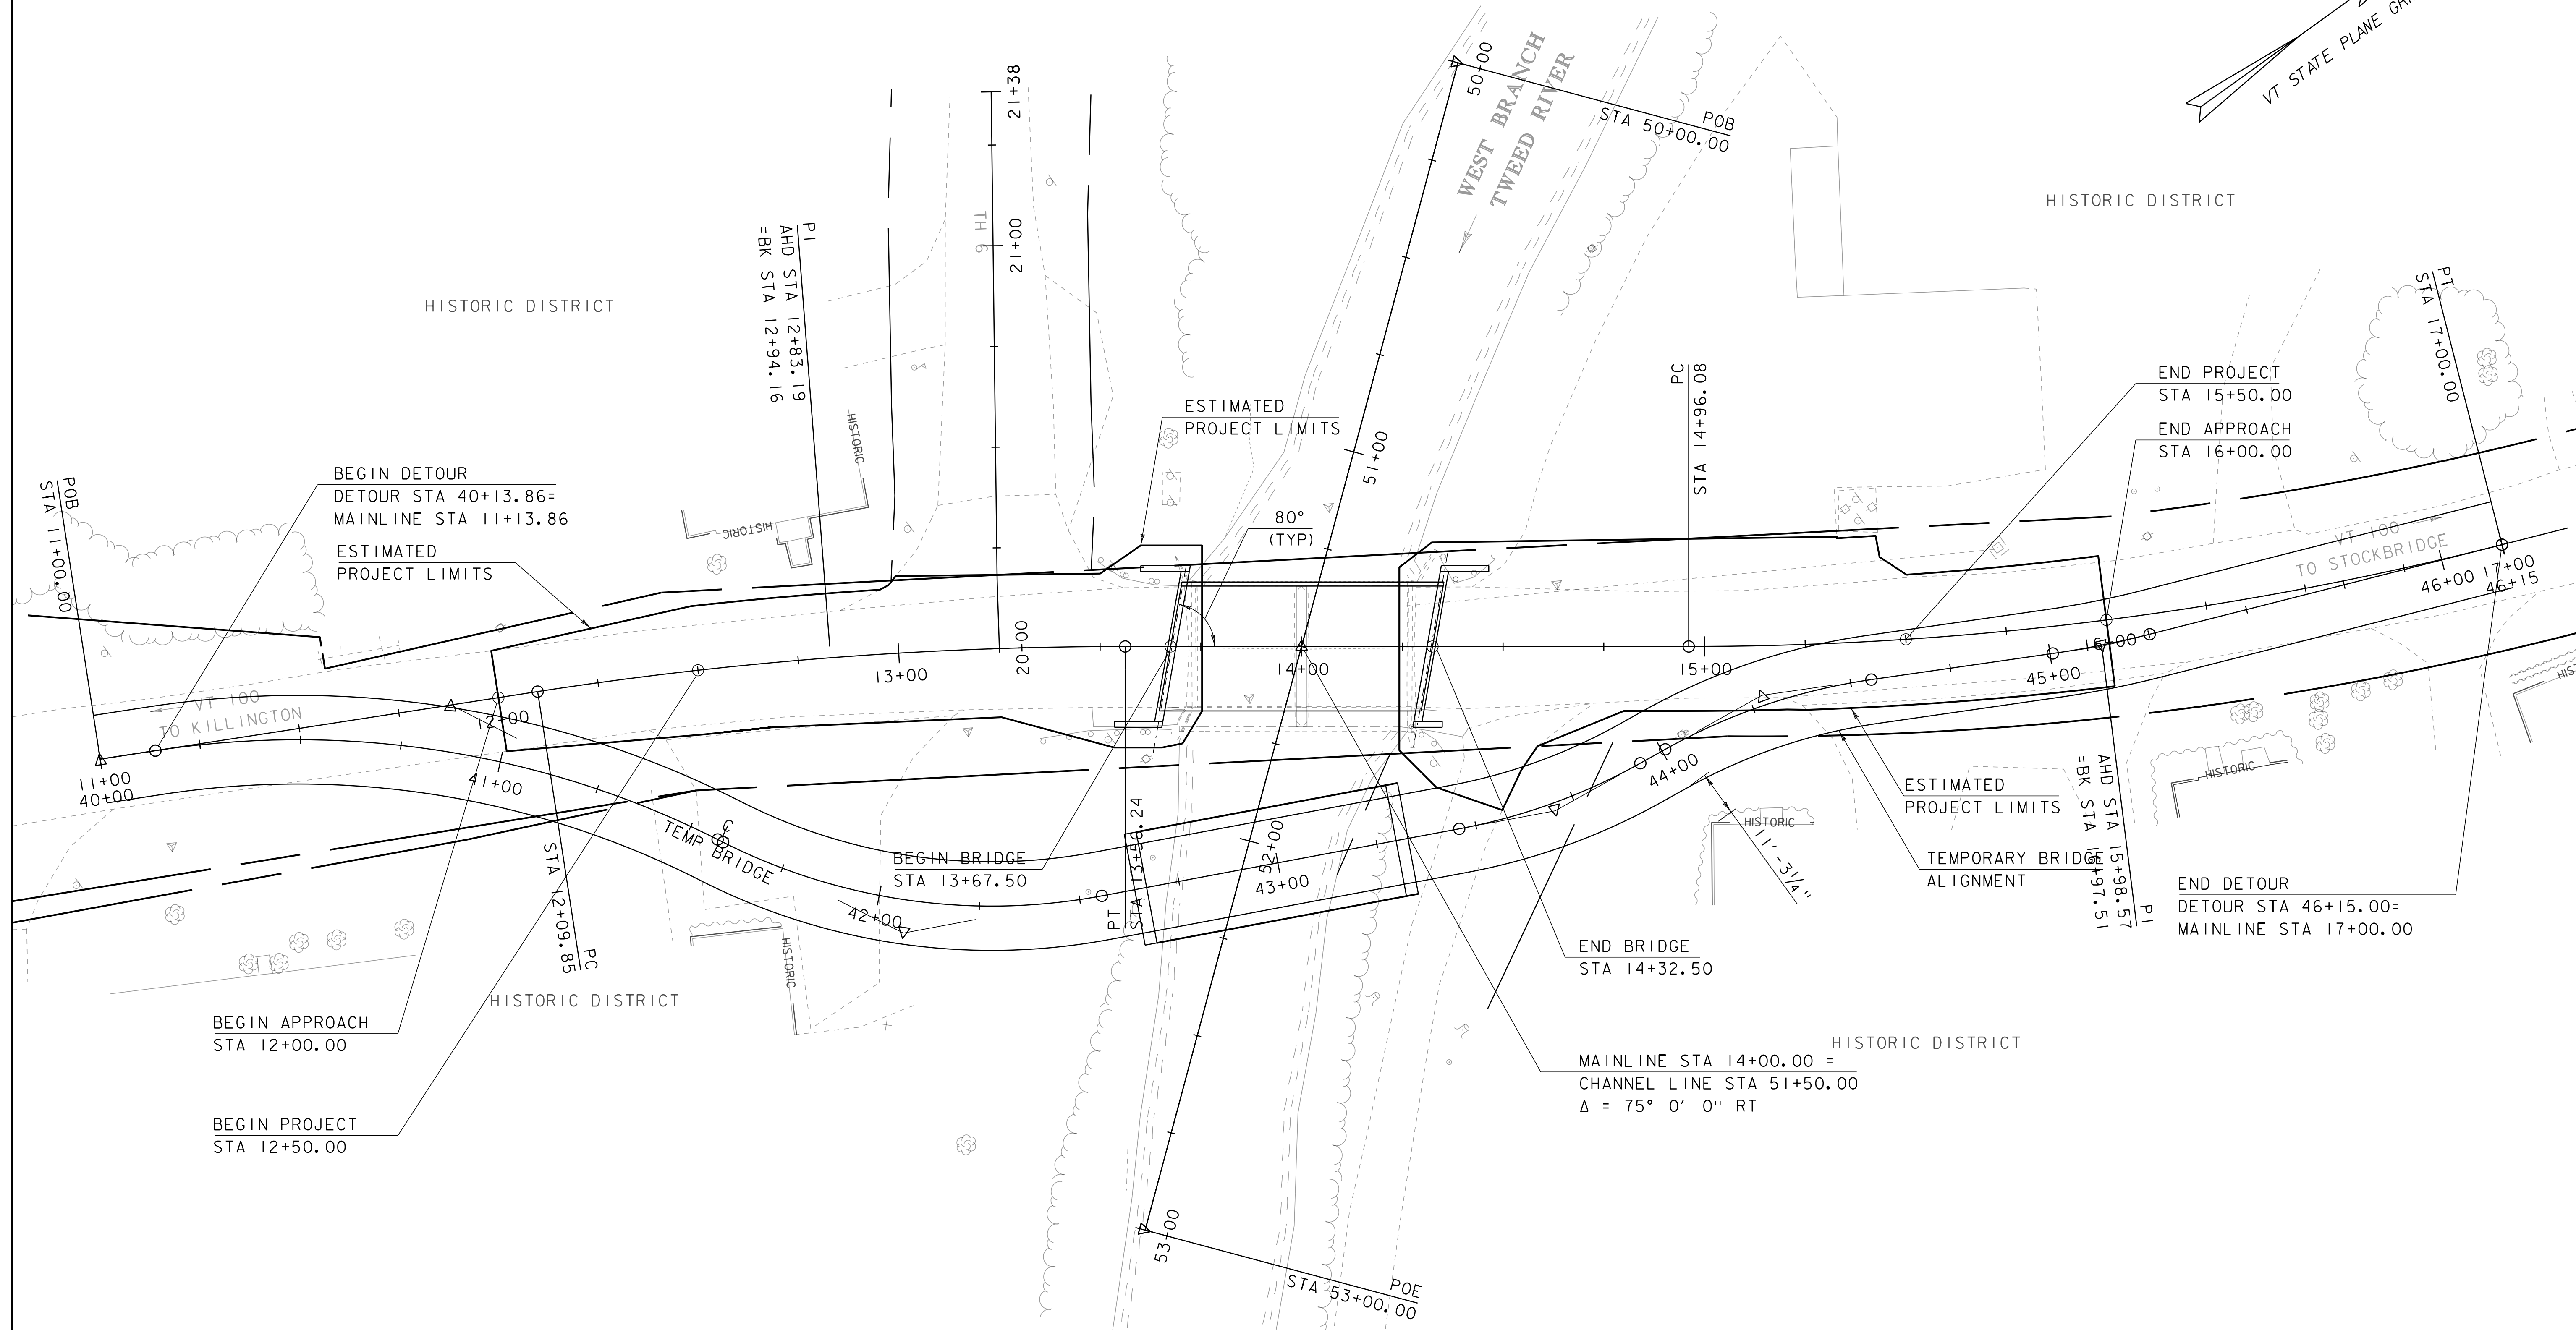 VT STATE PLANE GRI
21+38
50+00
WEST BRANCH
TWEED RIVER
POB
STA 50+00.00
HISTORIC DISTRICT
TH 6
21+00
PI
AHD STA 12+83.19
=BK STA 12+94.16
HISTORIC DISTRICT
PT
STA 17+00.00
END PROJECT
STA 15+50.00
PC
STA 14+96.08
ESTIMATED
PROJECT LIMITS
END APPROACH
STA 16+00.00
HISTORIC
51+00
BEGIN DETOUR
DETOUR STA 40+13.86=
MAINLINE STA 11+13.86
POB
STA 11+00.00
80°
(TYP)
HISTORIC
ESTIMATED
PROJECT LIMITS
VT 100
TO STOCKBRIDGE
46+00
17+00
46+15
20+00
13+00
14+00
15+00
16+00
45+00
VT 100
TO KILLINGTON
12+00
11+00
40+00
41+00
44+00
HISTORIC
HIS
ESTIMATED
PROJECT LIMITS
AHD STA 15+98.57
=BK STA 16+97.51
PI
HISTORIC
11'-3¼"
℄
TEMP BRIDGE
BEGIN BRIDGE
STA 13+67.50
PT
STA 13+56.24
52+00
43+00
42+00
TEMPORARY BRIDGE
ALIGNMENT
END DETOUR
DETOUR STA 46+15.00=
MAINLINE STA 17+00.00
STA 12+09.85
PC
HISTORIC
END BRIDGE
STA 14+32.50
HISTORIC DISTRICT
BEGIN APPROACH
STA 12+00.00
HISTORIC DISTRICT
MAINLINE STA 14+00.00 =
CHANNEL LINE STA 51+50.00
Δ = 75° 0' 0" RT
BEGIN PROJECT
STA 12+50.00
53+00
POE
STA 53+00.00